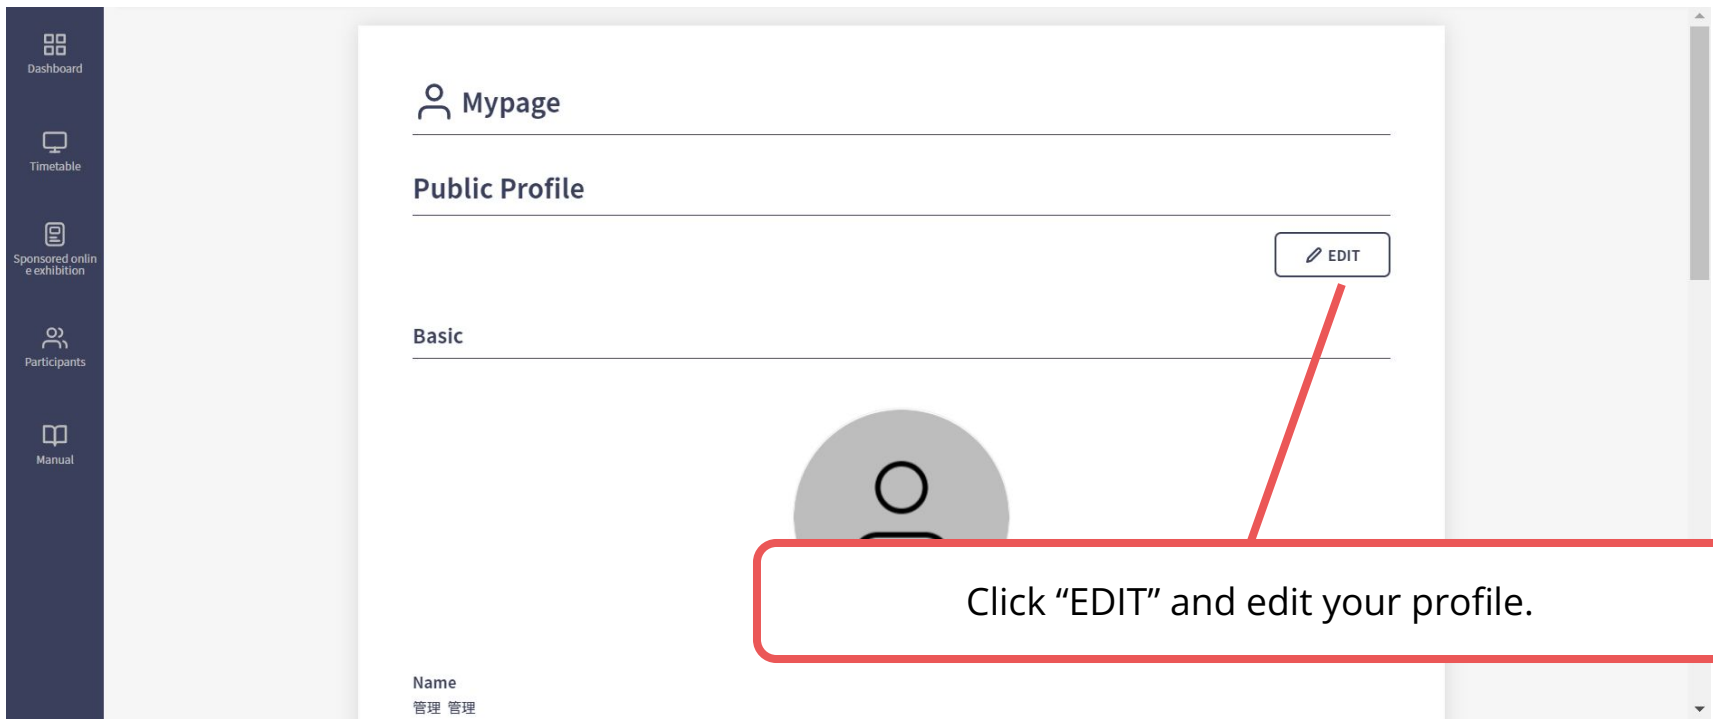 Dashboard
Timetable
Sponsored onlin
e exhibition
Participants
Manual
Mypage
Public Profile
EDIT
Basic
Click “EDIT” and edit your profile.
Name
管理 管理